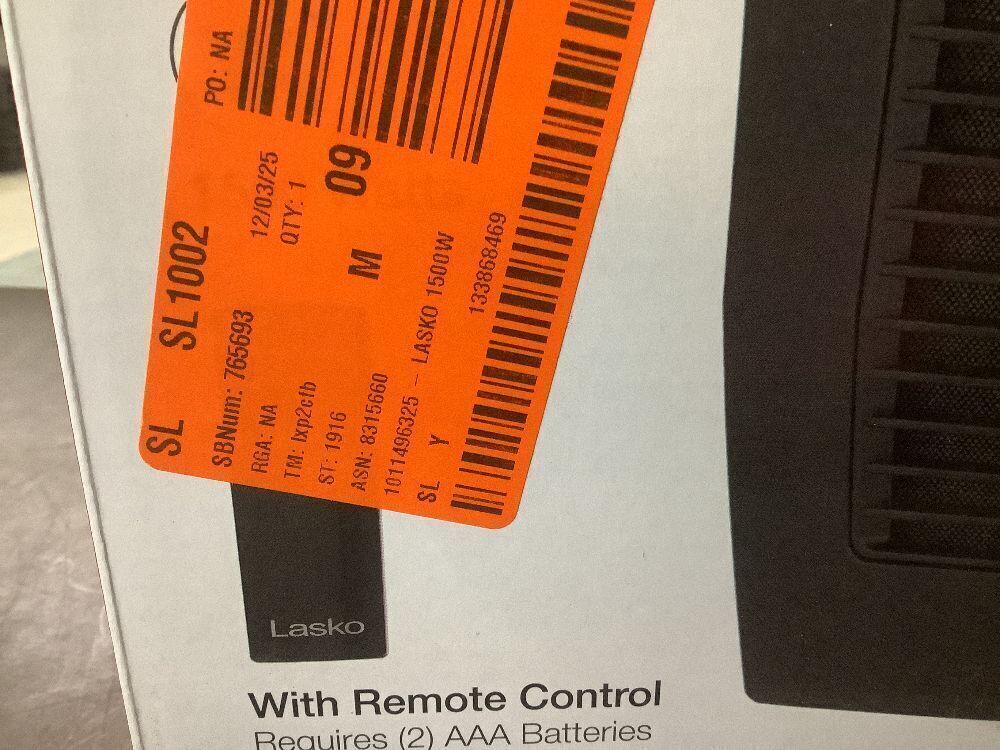 SL SL1002
PO: NA
SBNum: 765693
12/03/25
RGA: NA
QTY: 1
TM: lxp2cfb
ST: 1916
M 09
ASN: 8315660
1011496325 – LASKO 1500W
SL Y
133868469
Lasko
With Remote Control
Requires (2) AAA Batteries